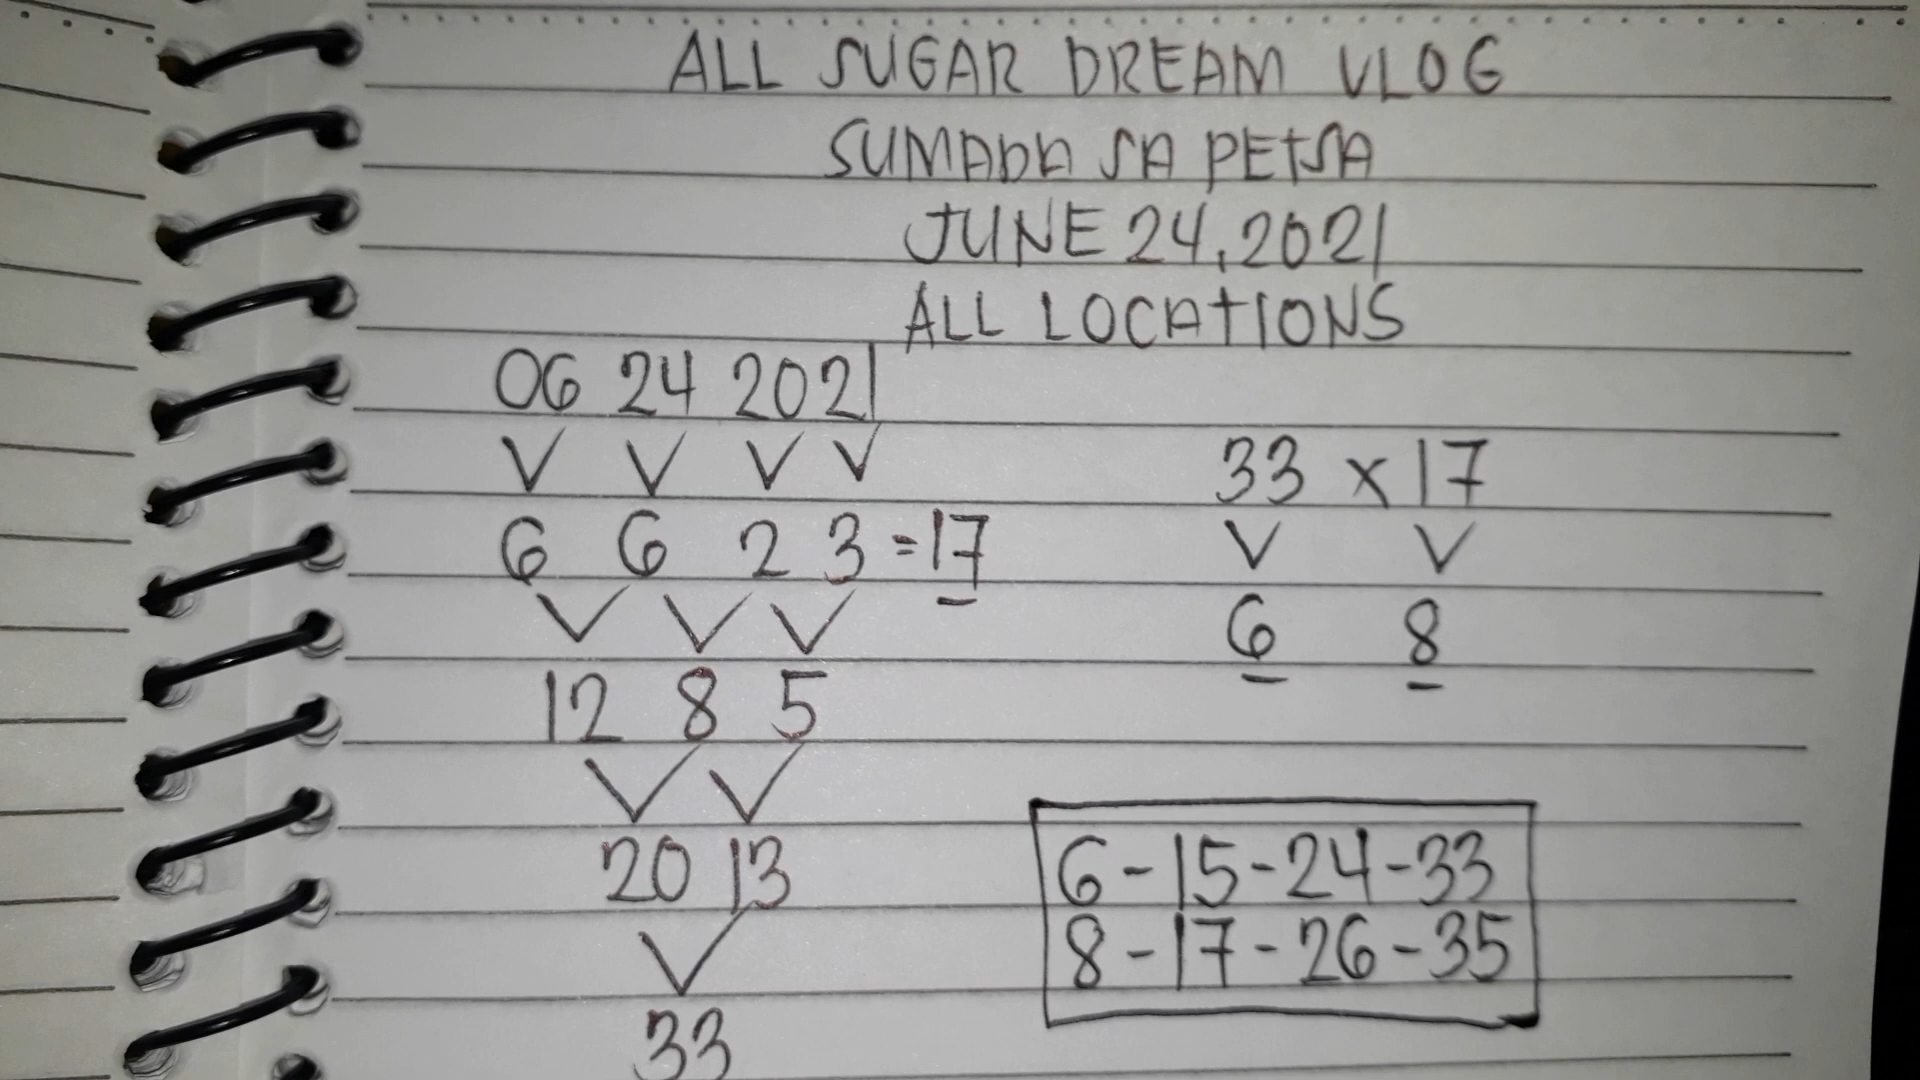 ALL SUGAR DREAM VLOG
SUMADA SA PETSA
JUNE 24, 2021
ALL LOCATIONS
06 24 2021
V V V V
6 6 2 3 = 17
V V V
12 8 5
V V
20 13
V
33
33 x 17
V V
6 8
6-15-24-33
8-17-26-35